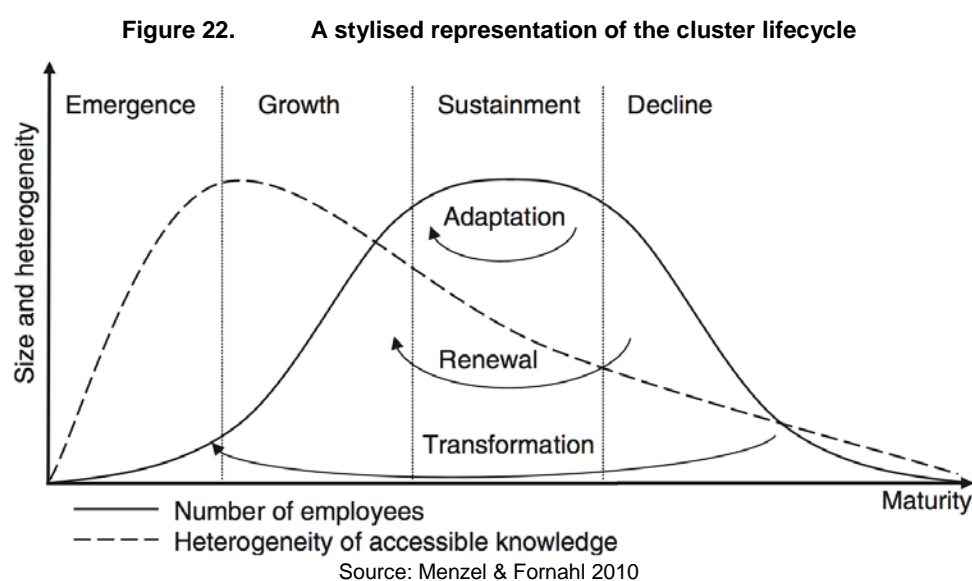 Figure 22. A stylised representation of the cluster lifecycle
Emergence Growth Sustainment Decline
Size and heterogeneity
Adaptation
Renewal
Transformation
Maturity
Number of employees
Heterogeneity of accessible knowledge
Source: Menzel & Fornahl 2010